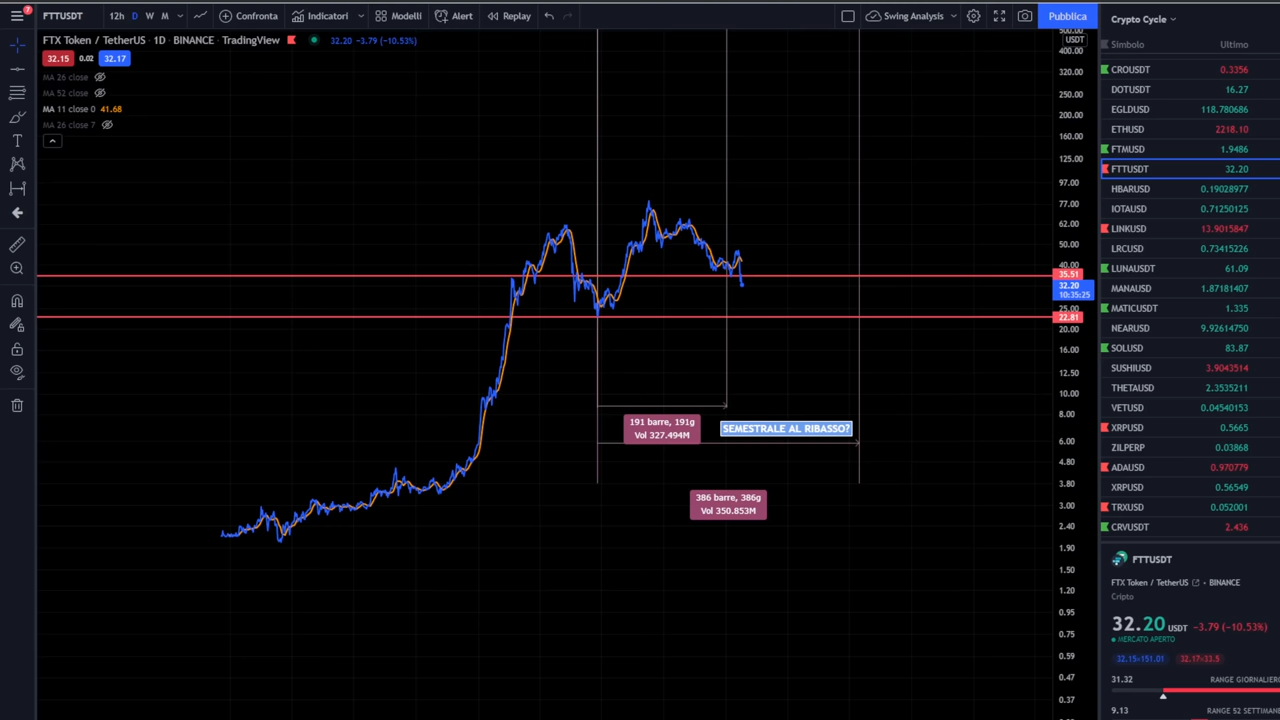 7
FTTUSDT
12h D W M
Confronta
Indicatori
Modelli
Alert
Replay
Swing Analysis
Pubblica
FTX Token / TetherUS · 1D · BINANCE · TradingView
32.20 −3.79 (−10.53%)
32.15 0.02 32.17
MA 26 close
MA 52 close
MA 11 close 0 41.68
MA 26 close 7
191 barre, 191g
Vol 327.494M
SEMESTRALE AL RIBASSO?
386 barre, 386g
Vol 350.853M
500.00
USDT
400.00
320.00
250.00
200.00
160.00
125.00
97.00
77.00
62.00
50.00
40.00
35.51
32.20
10:35:25
25.00
22.81
20.00
16.00
12.50
10.00
8.00
6.00
4.80
3.80
3.00
2.40
1.90
1.50
1.20
0.95
0.75
0.59
0.47
0.37
Crypto Cycle
Simbolo Ultimo
CROUSDT 0.3356
DOTUSDT 16.27
EGLDUSD 118.780686
ETHUSD 2218.10
FTMUSD 1.9486
FTTUSDT 32.20
HBARUSD 0.19028977
IOTAUSD 0.71250125
LINKUSD 13.9015847
LRCUSD 0.73415226
LUNAUSDT 61.09
MANAUSD 1.87181407
MATICUSDT 1.335
NEARUSD 9.92614750
SOLUSD 83.87
SUSHIUSD 3.9043514
THETAUSD 2.3535211
VETUSD 0.04540153
XRPUSD 0.5665
ZILPERP 0.03868
ADAUSD 0.970779
XRPUSD 0.56549
TRXUSD 0.052001
CRVUSDT 2.436
FTTUSDT
FTX Token / TetherUS · BINANCE
Cripto
32.20 USDT −3.79 (−10.53%)
MERCATO APERTO
32.15×151.01 32.17×33.5
31.32 RANGE GIORNALIERO
9.13 RANGE 52 SETTIMANE